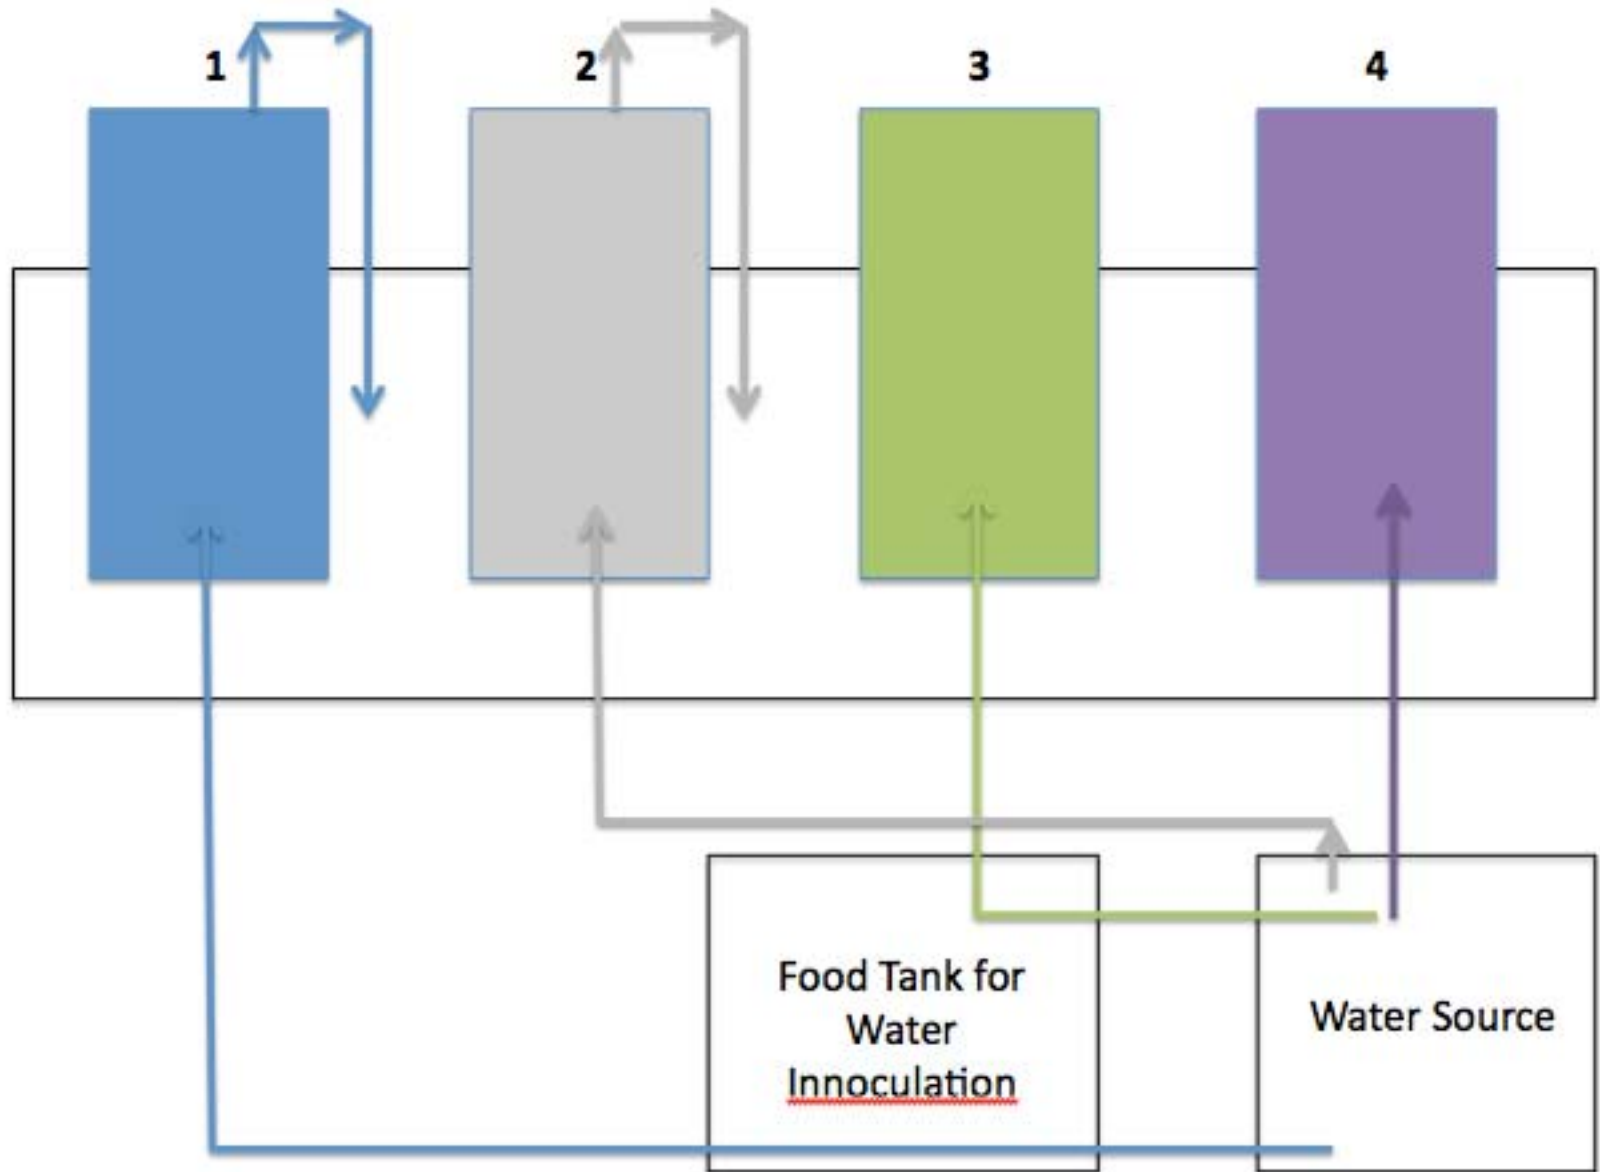 1
2
3
4
Food Tank for
Water
Innoculation
Water Source